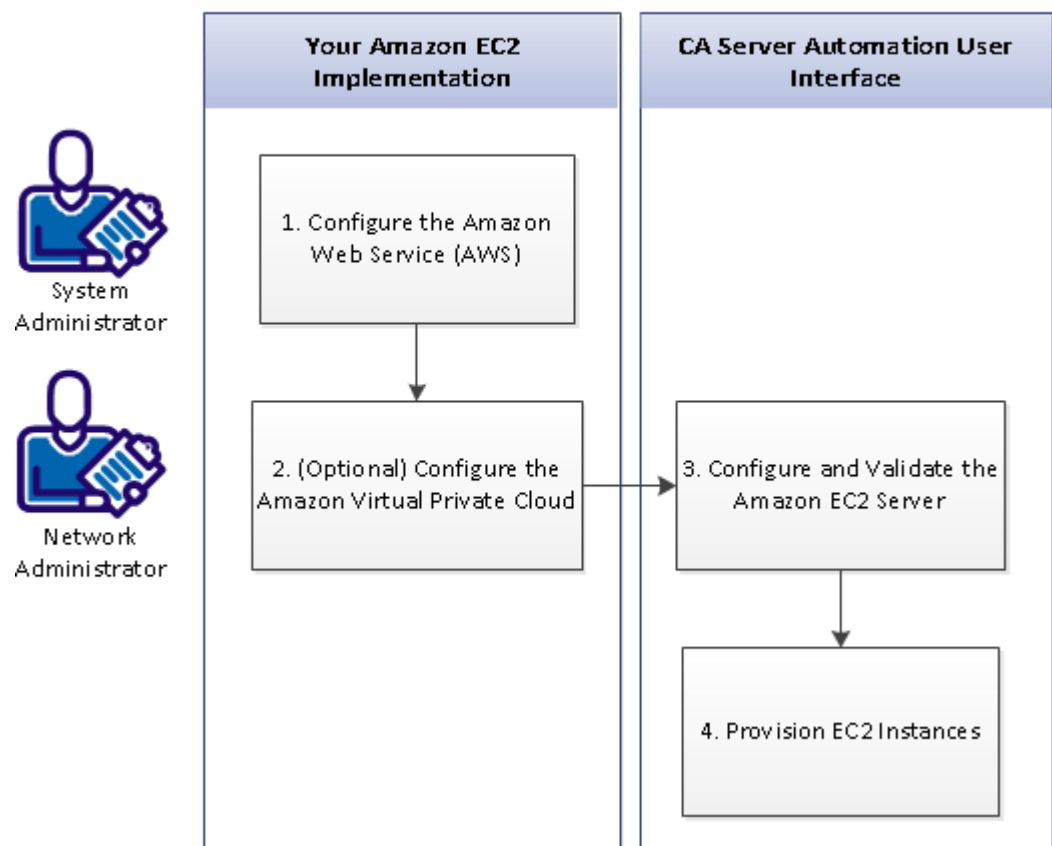 Your Amazon EC2
Implementation
CA Server Automation User
Interface
System
Administrator
1. Configure the Amazon
Web Service (AWS)
Network
Administrator
2. (Optional) Configure the
Amazon Virtual Private Cloud
3. Configure and Validate the
Amazon EC2 Server
4. Provision EC2 Instances